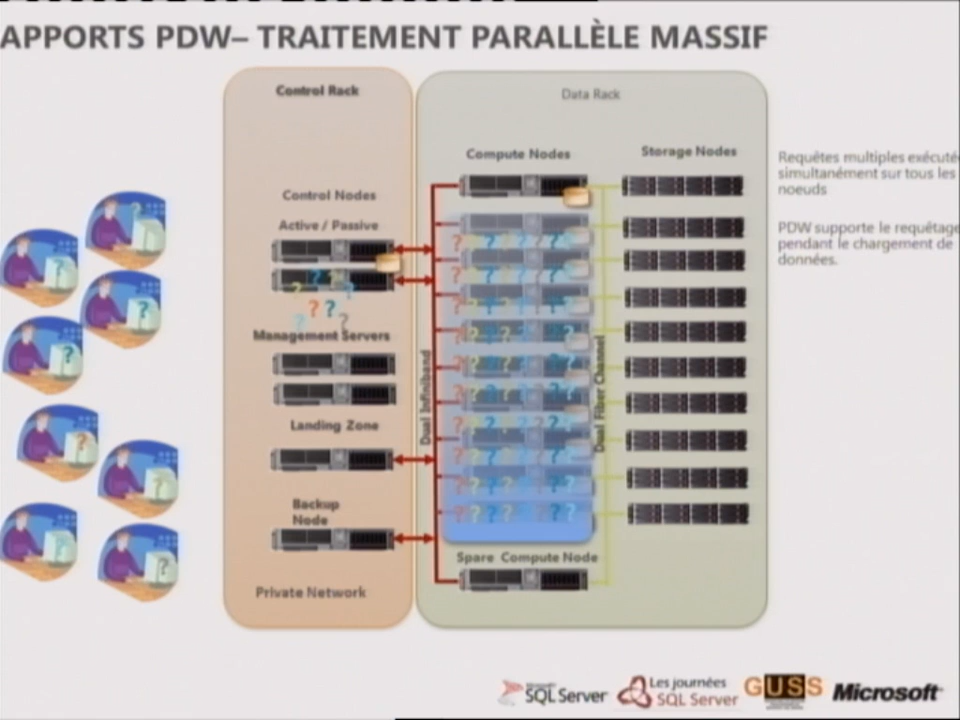 APPORTS PDW– TRAITEMENT PARALLÈLE MASSIF
Control Rack
Data Rack
Compute Nodes
Storage Nodes
Requêtes multiples exécuté
simultanément sur tous les
noeuds
PDW supporte le requêtage
pendant le chargement de
données.
Control Nodes
Active / Passive
Management Servers
Landing Zone
Backup
Node
Private Network
Dual Infiniband
Dual Fiber Channel
Spare Compute Node
Microsoft
SQL Server
Les journées
SQL Server
GUSS
Microsoft